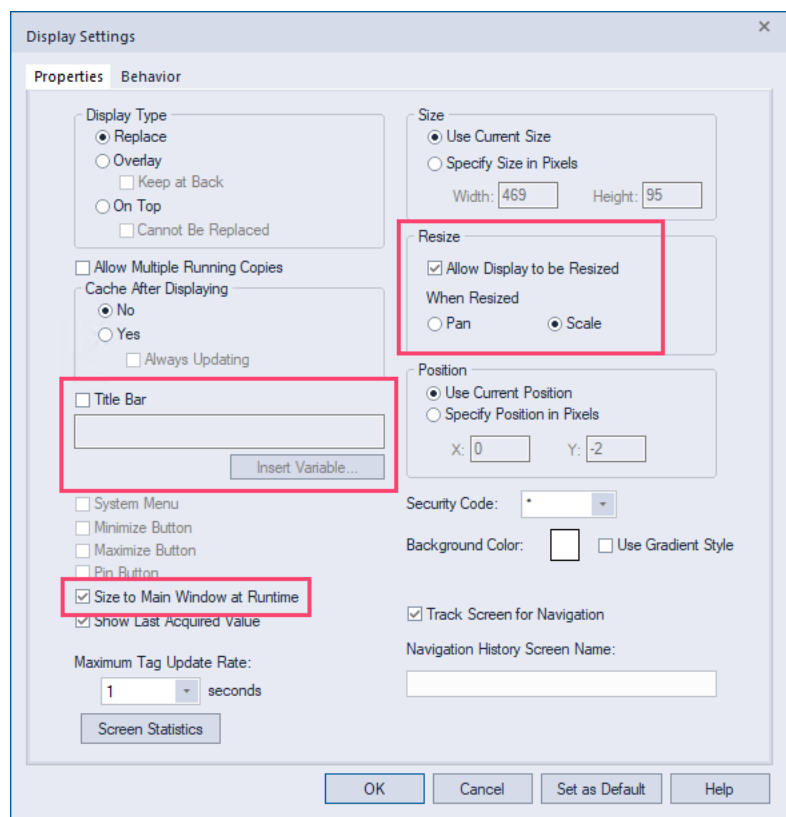 Display Settings
Properties Behavior
Display Type
Replace
Overlay
Keep at Back
On Top
Cannot Be Replaced
Allow Multiple Running Copies
Cache After Displaying
No
Yes
Always Updating
Title Bar
Insert Variable...
System Menu
Minimize Button
Maximize Button
Pin Button
Size to Main Window at Runtime
Show Last Acquired Value
Maximum Tag Update Rate:
1 seconds
Screen Statistics
Size
Use Current Size
Specify Size in Pixels
Width: 469 Height: 95
Resize
Allow Display to be Resized
When Resized
Pan Scale
Position
Use Current Position
Specify Position in Pixels
X: 0 Y: -2
Security Code: *
Background Color: Use Gradient Style
Track Screen for Navigation
Navigation History Screen Name:
OK Cancel Set as Default Help